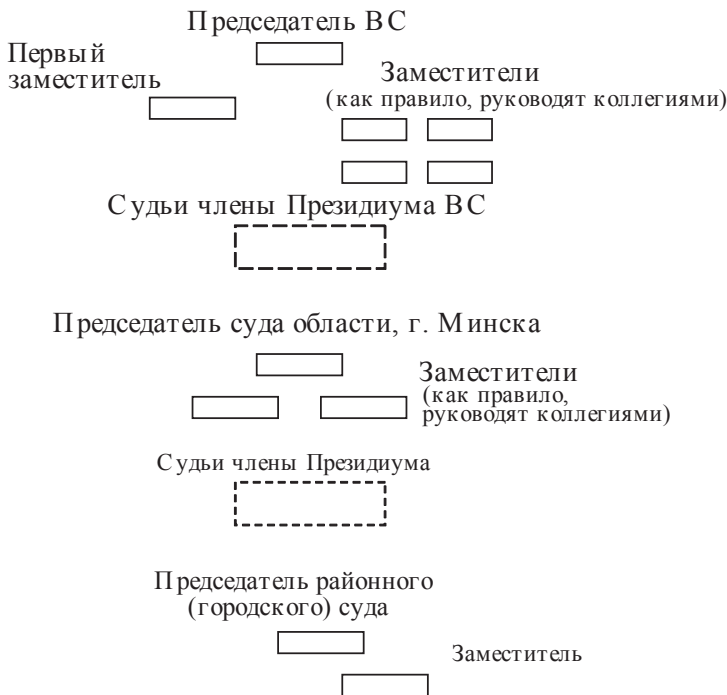 Председатель ВС
Первый
заместитель
Заместители
(как правило, руководят коллегиями)
Судьи члены Президиума ВС
Председатель суда области, г. Минска
Заместители
(как правило,
руководят коллегиями)
Судьи члены Президиума
Председатель районного
(городского) суда
Заместитель